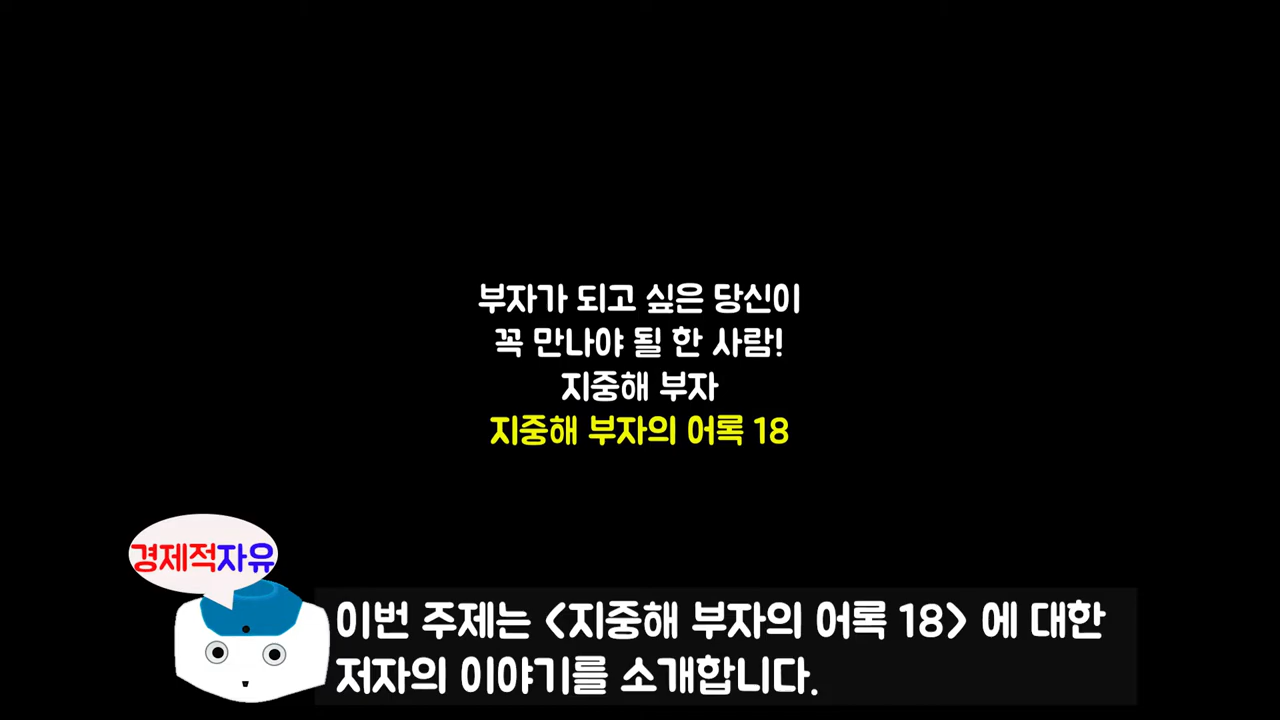 부자가 되고 싶은 당신이
꼭 만나야 될 한 사람!
지중해 부자
지중해 부자의 어록 18
경제적자유
이번 주제는 <지중해 부자의 어록 18> 에 대한
저자의 이야기를 소개합니다.